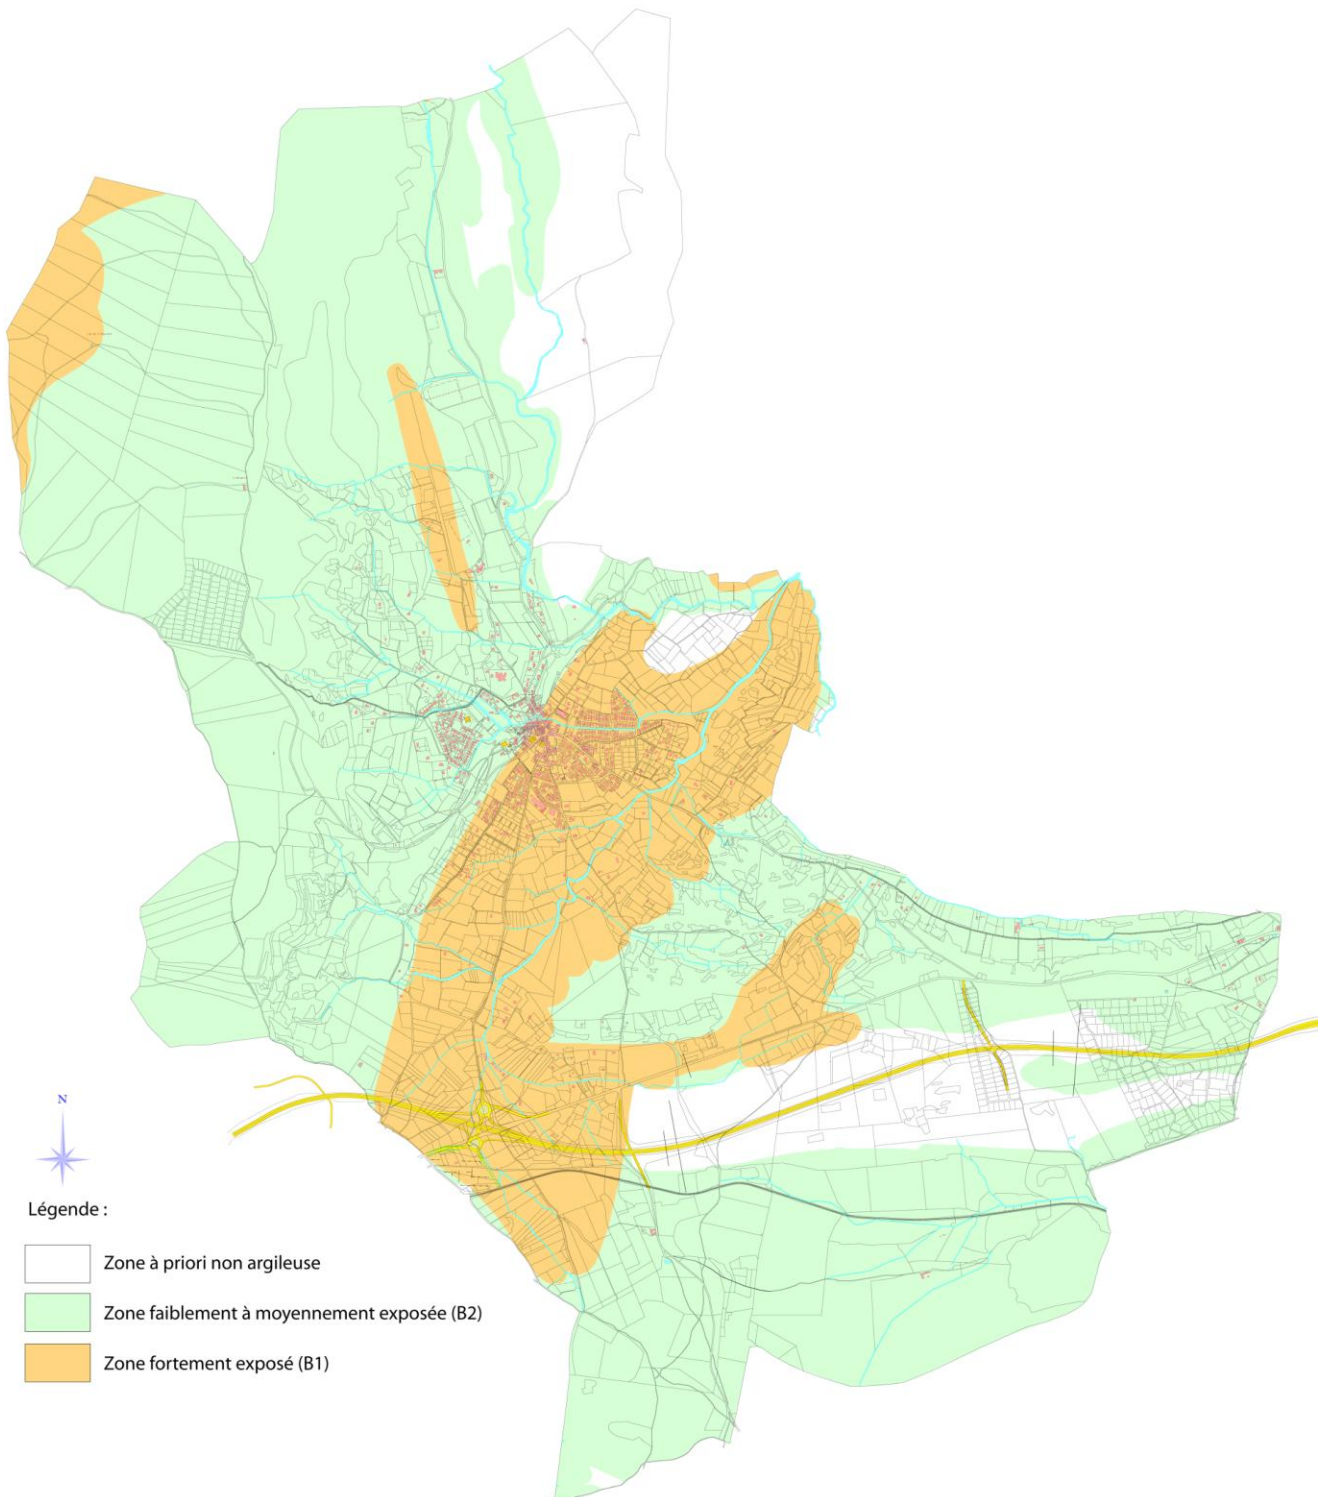 N
Légende :
Zone à priori non argileuse
Zone faiblement à moyennement exposée (B2)
Zone fortement exposé (B1)